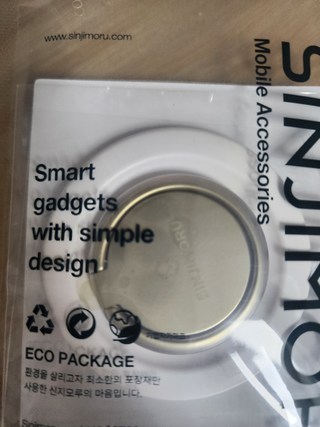 www.sinjimoru.com
SINJIMOR
Mobile Accessories
Smart
gadgets
with simple
design
SINJIMORU
ECO PACKAGE
환경을 살리고자 최소한의 포장재만
사용한 신지모루의 마음입니다.